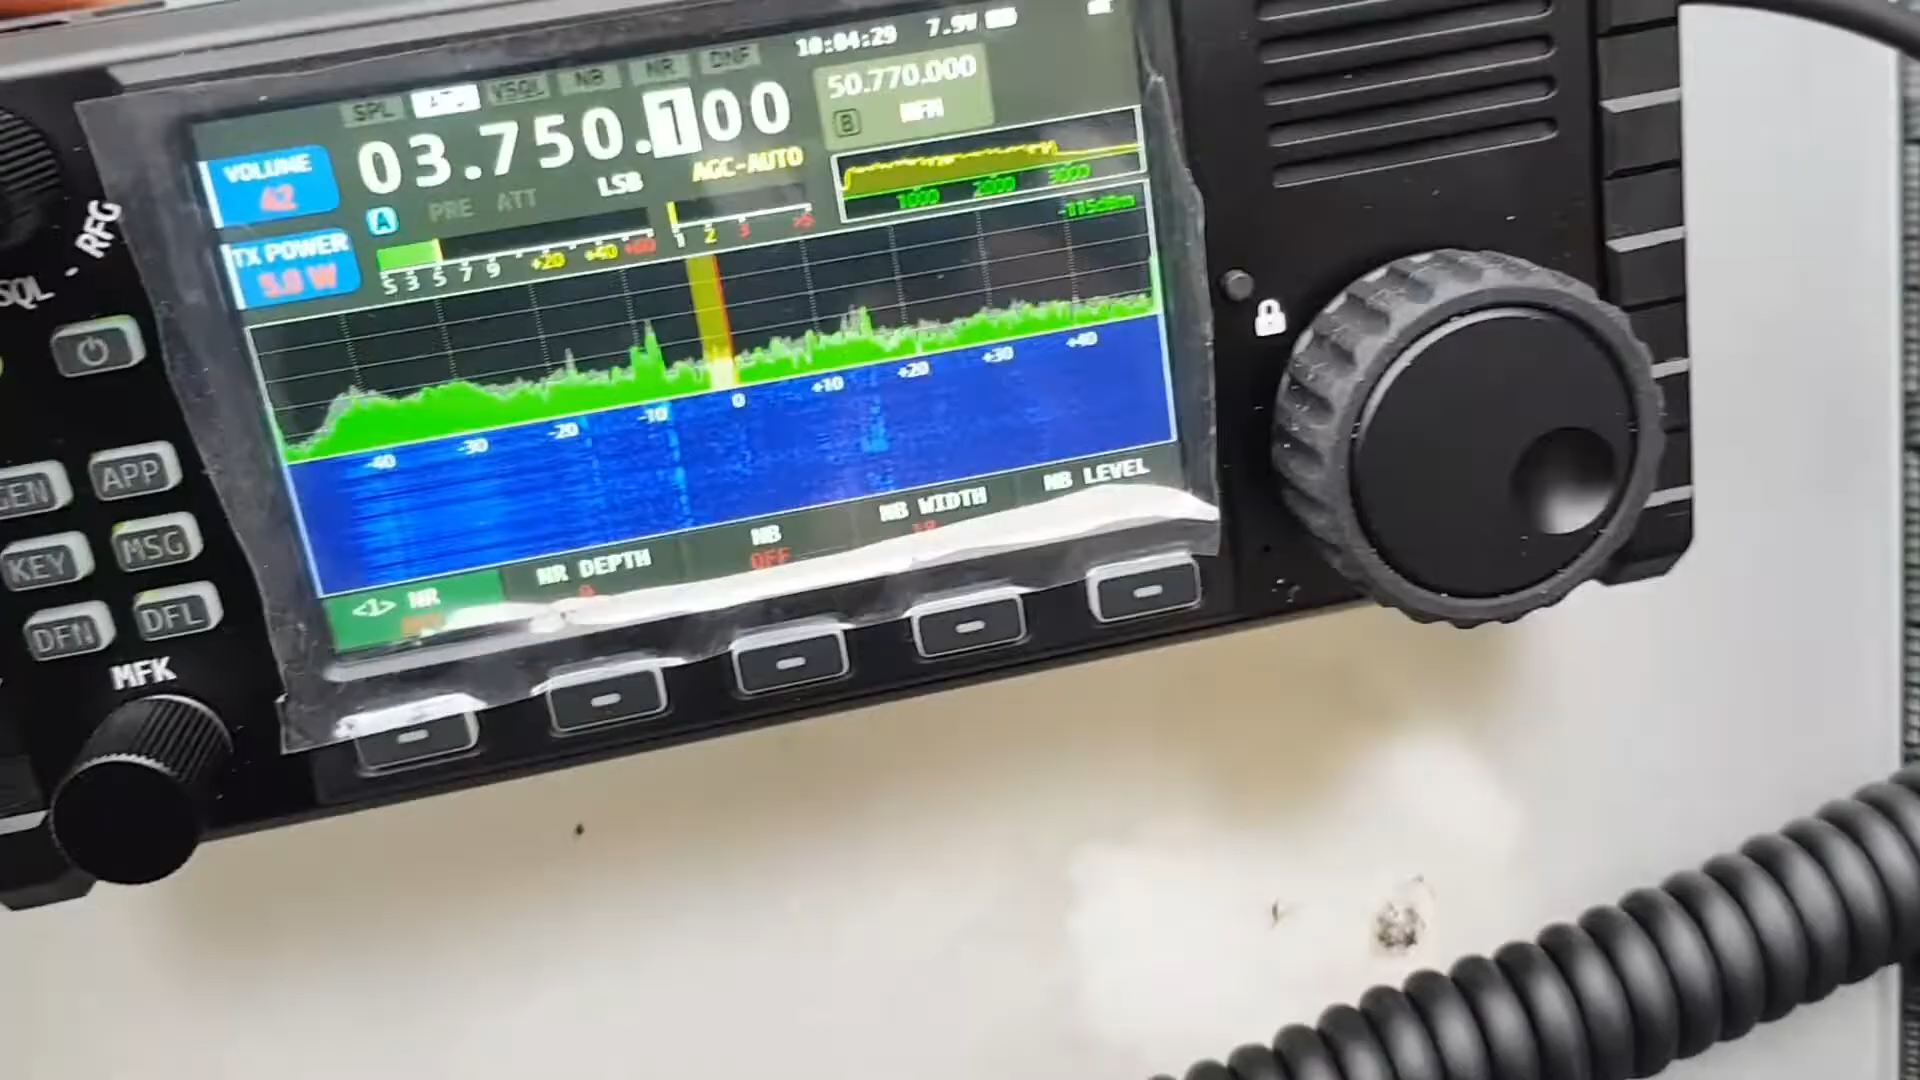 SPL ATU VSQL NB NR DNF 10:04:29 7.9V
03.750.100
50.770.000
B NFM
VOLUME
42
A PRE ATT LSB AGC-AUTO
1000 2000 3000
TX POWER
5.0 W
S 3 5 7 9 +20 +40 +60 1 2 3 >5
-115dBm
SQL - RFG
-40 -30 -20 -10 0 +10 +20 +30 +40
<1> NR
NR DEPTH
NB
OFF
NB WIDTH
NB LEVEL
GEN APP
KEY MSG
DFN DFL
MFK